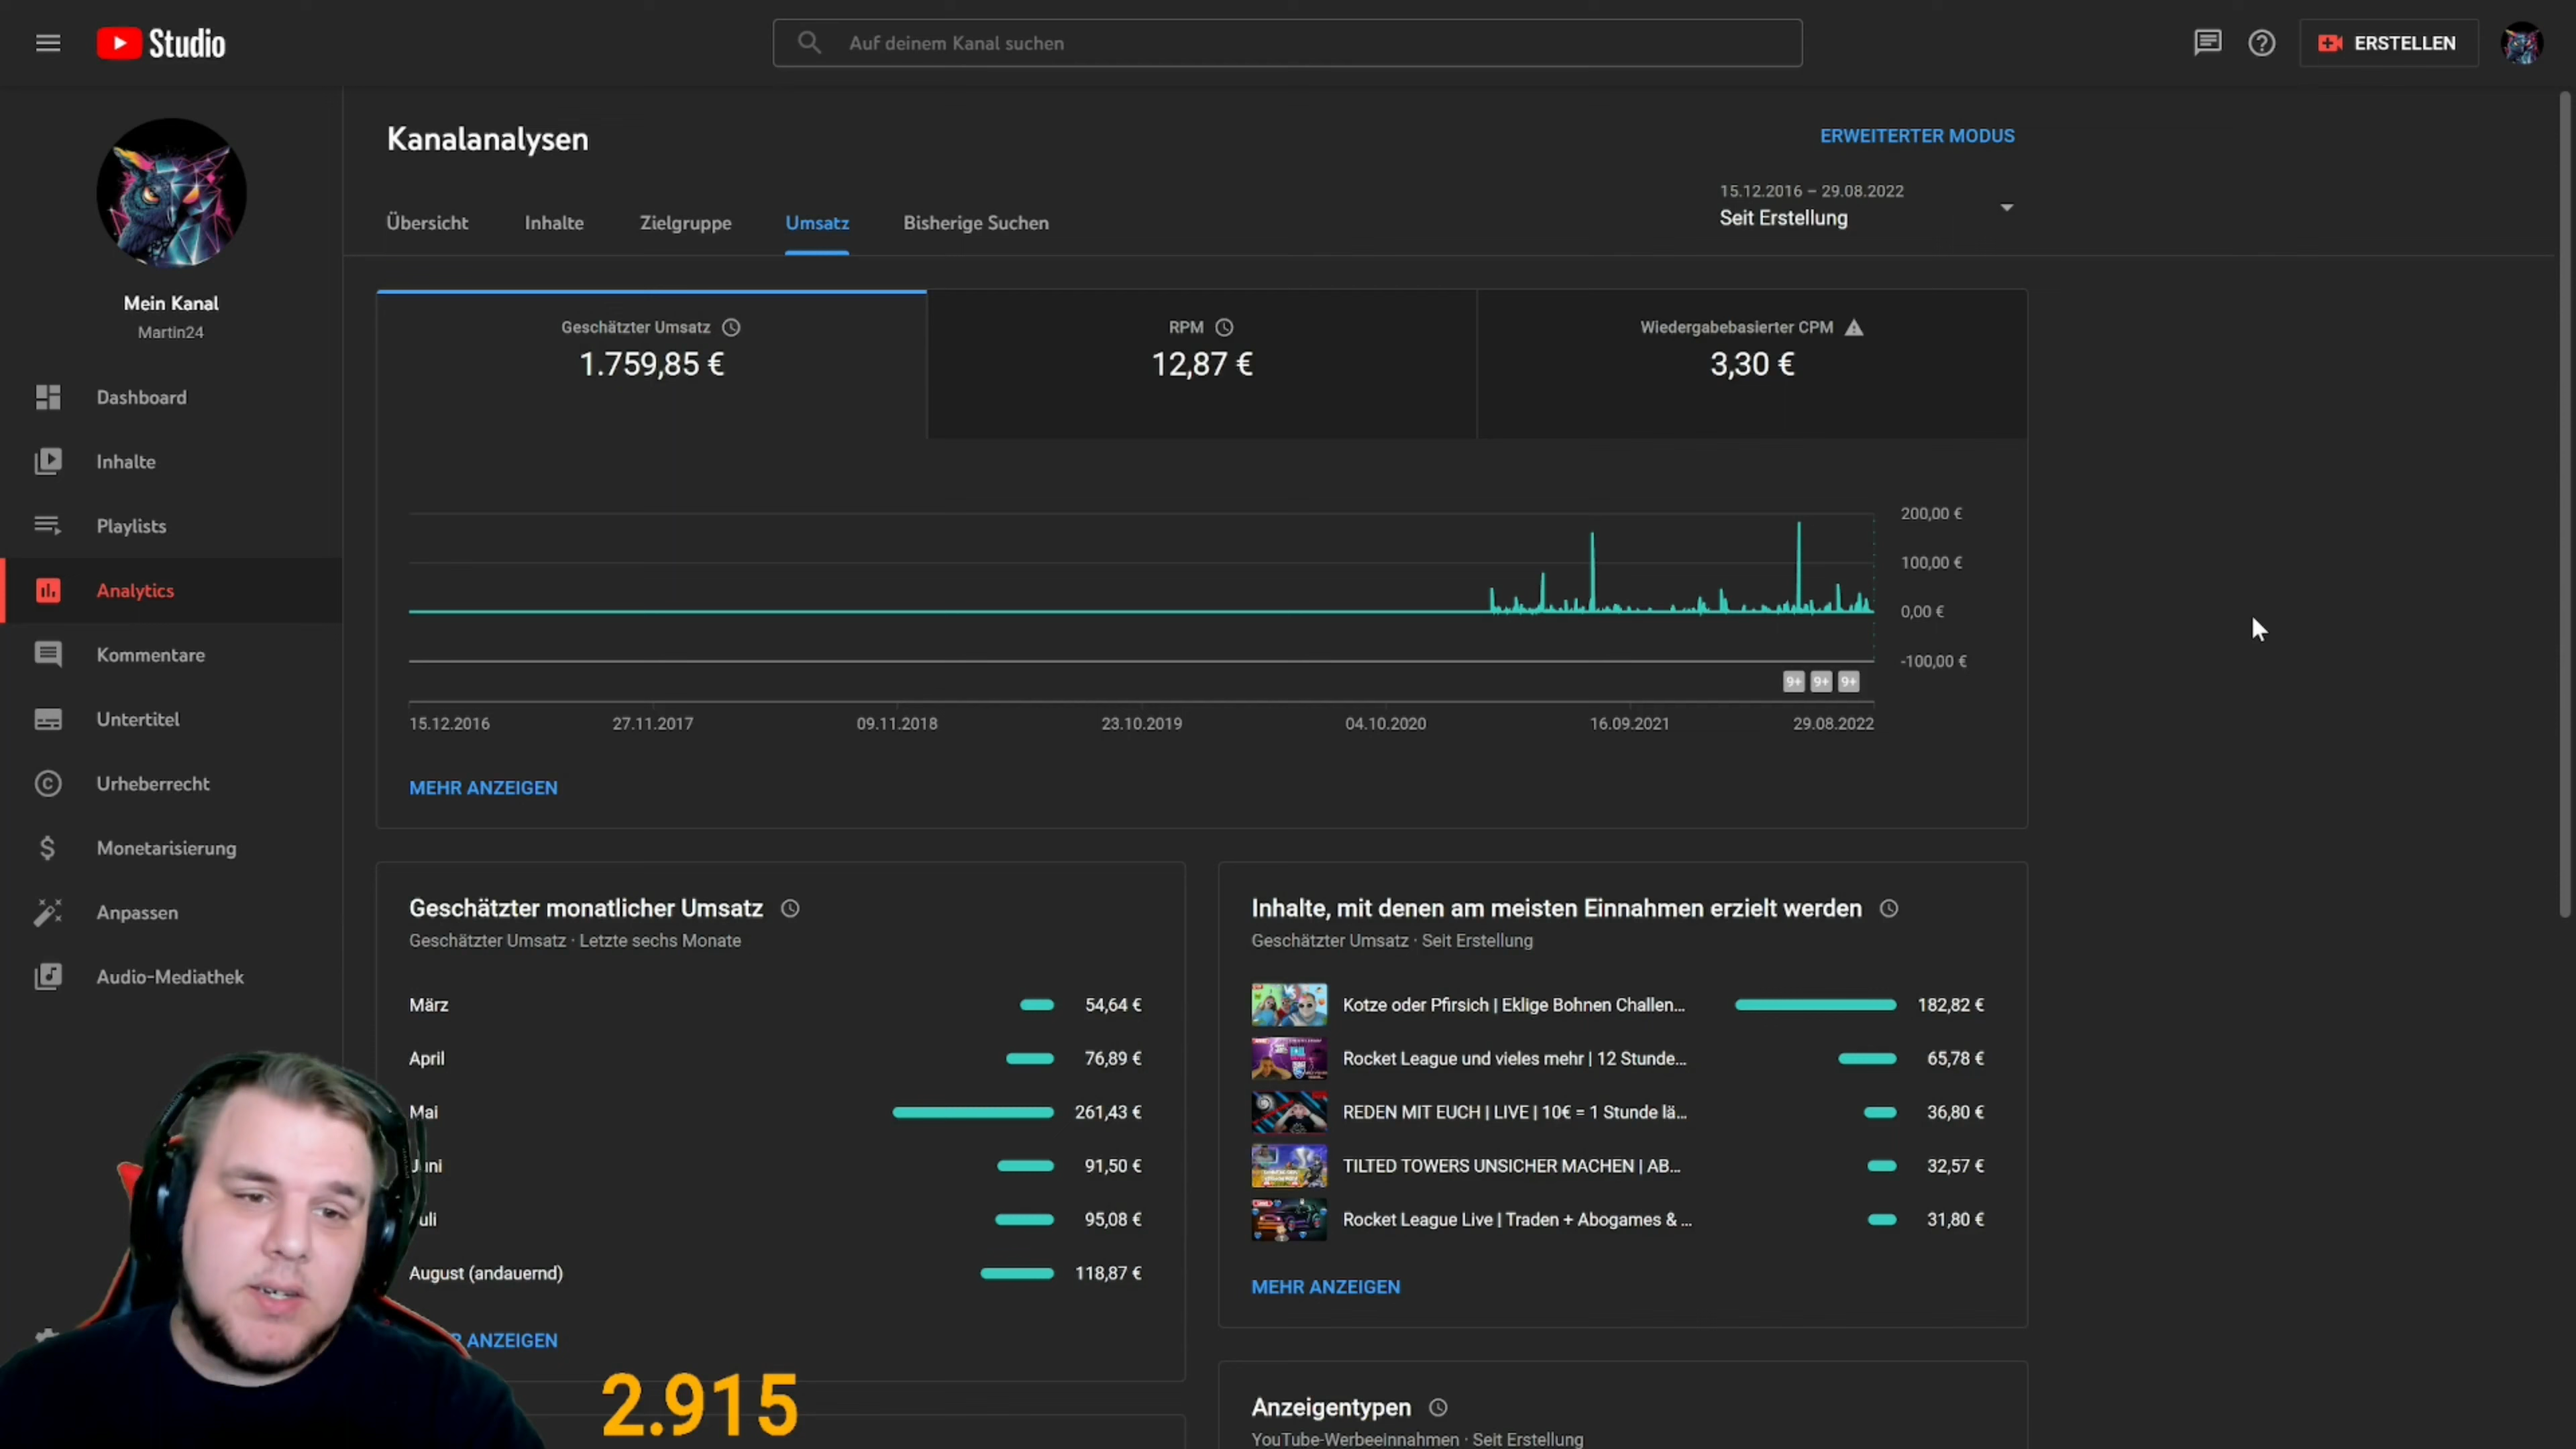 Studio
Auf deinem Kanal suchen
ERSTELLEN
Mein Kanal
Martin24
Dashboard
Inhalte
Playlists
Analytics
Kommentare
Untertitel
Urheberrecht
Monetarisierung
Anpassen
Audio-Mediathek
Kanalanalysen
ERWEITERTER MODUS
15.12.2016 – 29.08.2022
Seit Erstellung
Übersicht
Inhalte
Zielgruppe
Umsatz
Bisherige Suchen
Geschätzter Umsatz
1.759,85 €
RPM
12,87 €
Wiedergabebasierter CPM
3,30 €
200,00 €
100,00 €
0,00 €
-100,00 €
9+ 9+ 9+
15.12.2016 27.11.2017 09.11.2018 23.10.2019 04.10.2020 16.09.2021 29.08.2022
MEHR ANZEIGEN
Geschätzter monatlicher Umsatz
Geschätzter Umsatz · Letzte sechs Monate
März 54,64 €
April 76,89 €
Mai 261,43 €
Juni 91,50 €
uli 95,08 €
August (andauernd) 118,87 €
R ANZEIGEN
2.915
Inhalte, mit denen am meisten Einnahmen erzielt werden
Geschätzter Umsatz · Seit Erstellung
Kotze oder Pfirsich | Eklige Bohnen Challen... 182,82 €
Rocket League und vieles mehr | 12 Stunde... 65,78 €
REDEN MIT EUCH | LIVE | 10€ = 1 Stunde lä... 36,80 €
TILTED TOWERS UNSICHER MACHEN | AB... 32,57 €
Rocket League Live | Traden + Abogames & ... 31,80 €
MEHR ANZEIGEN
Anzeigentypen
YouTube-Werbeeinnahmen · Seit Erstellung